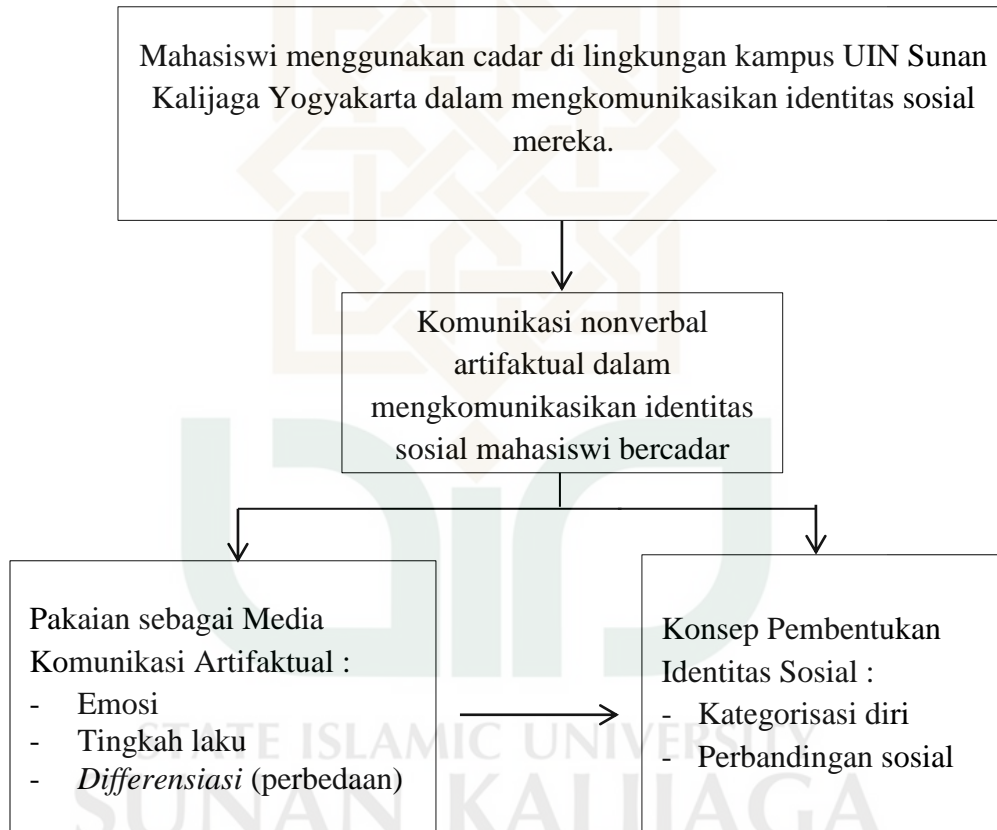 Mahasiswi menggunakan cadar di lingkungan kampus UIN Sunan
Kalijaga Yogyakarta dalam mengkomunikasikan identitas sosial
mereka.
Komunikasi nonverbal
artifaktual dalam
mengkomunikasikan identitas
sosial mahasiswi bercadar
Pakaian sebagai Media
Komunikasi Artifaktual :
- Emosi
- Tingkah laku
- Differensiasi (perbedaan)
Konsep Pembentukan
Identitas Sosial :
- Kategorisasi diri
- Perbandingan sosial
STATE ISLAMIC UNIVERSITY
SUNAN KALIJAGA